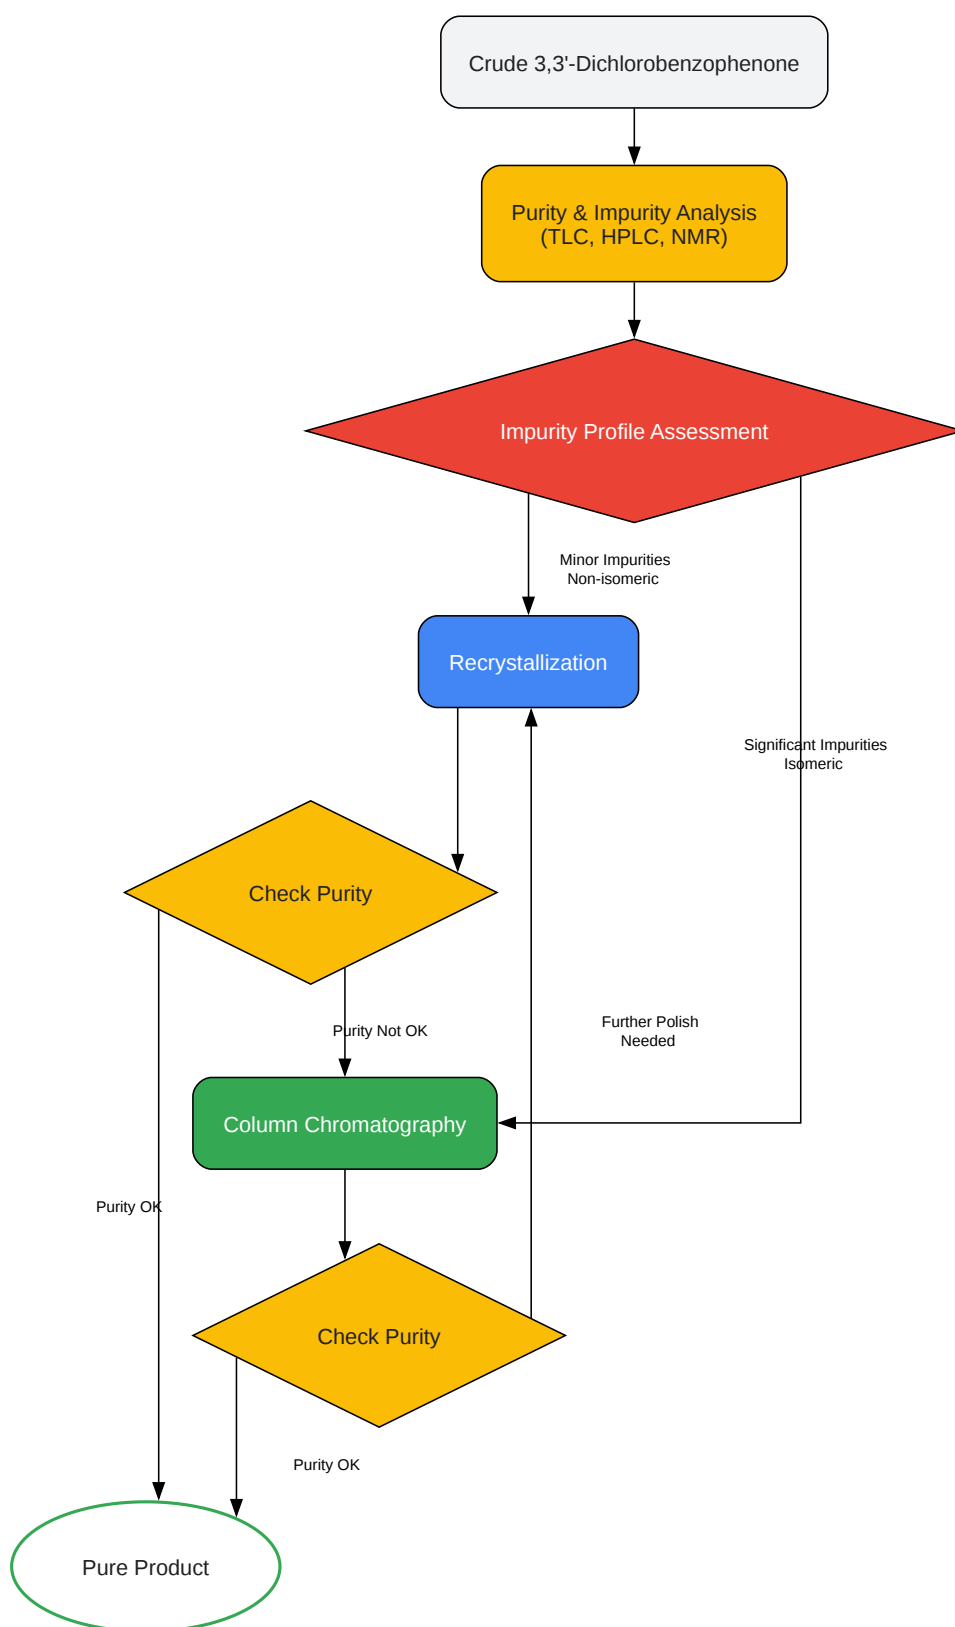 Crude 3,3'-Dichlorobenzophenone
Purity & Impurity Analysis
(TLC, HPLC, NMR)
Impurity Profile Assessment
Minor Impurities
Non-isomeric
Recrystallization
Significant Impurities
Isomeric
Check Purity
Further Polish
Needed
Purity Not OK
Column Chromatography
Purity OK
Check Purity
Purity OK
Pure Product